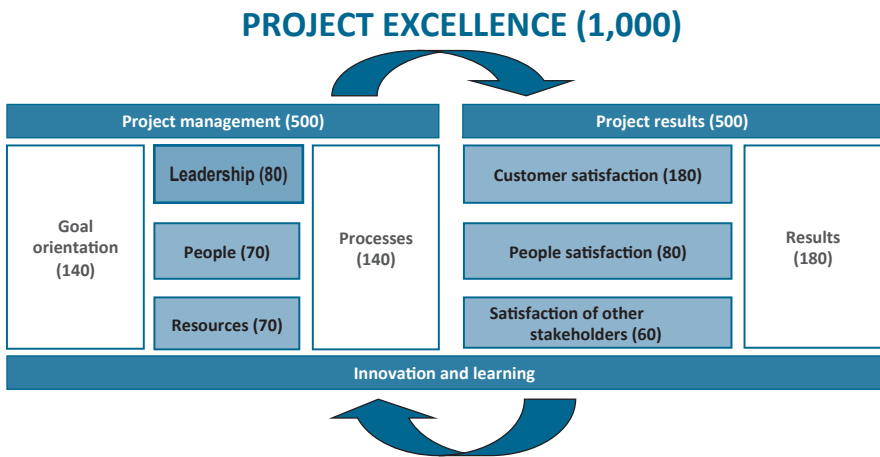 PROJECT EXCELLENCE (1,000)
Project management (500)
Goal
orientation
(140)
Leadership (80)
People (70)
Resources (70)
Processes
(140)
Project results (500)
Customer satisfaction (180)
People satisfaction (80)
Satisfaction of other
stakeholders (60)
Results
(180)
Innovation and learning